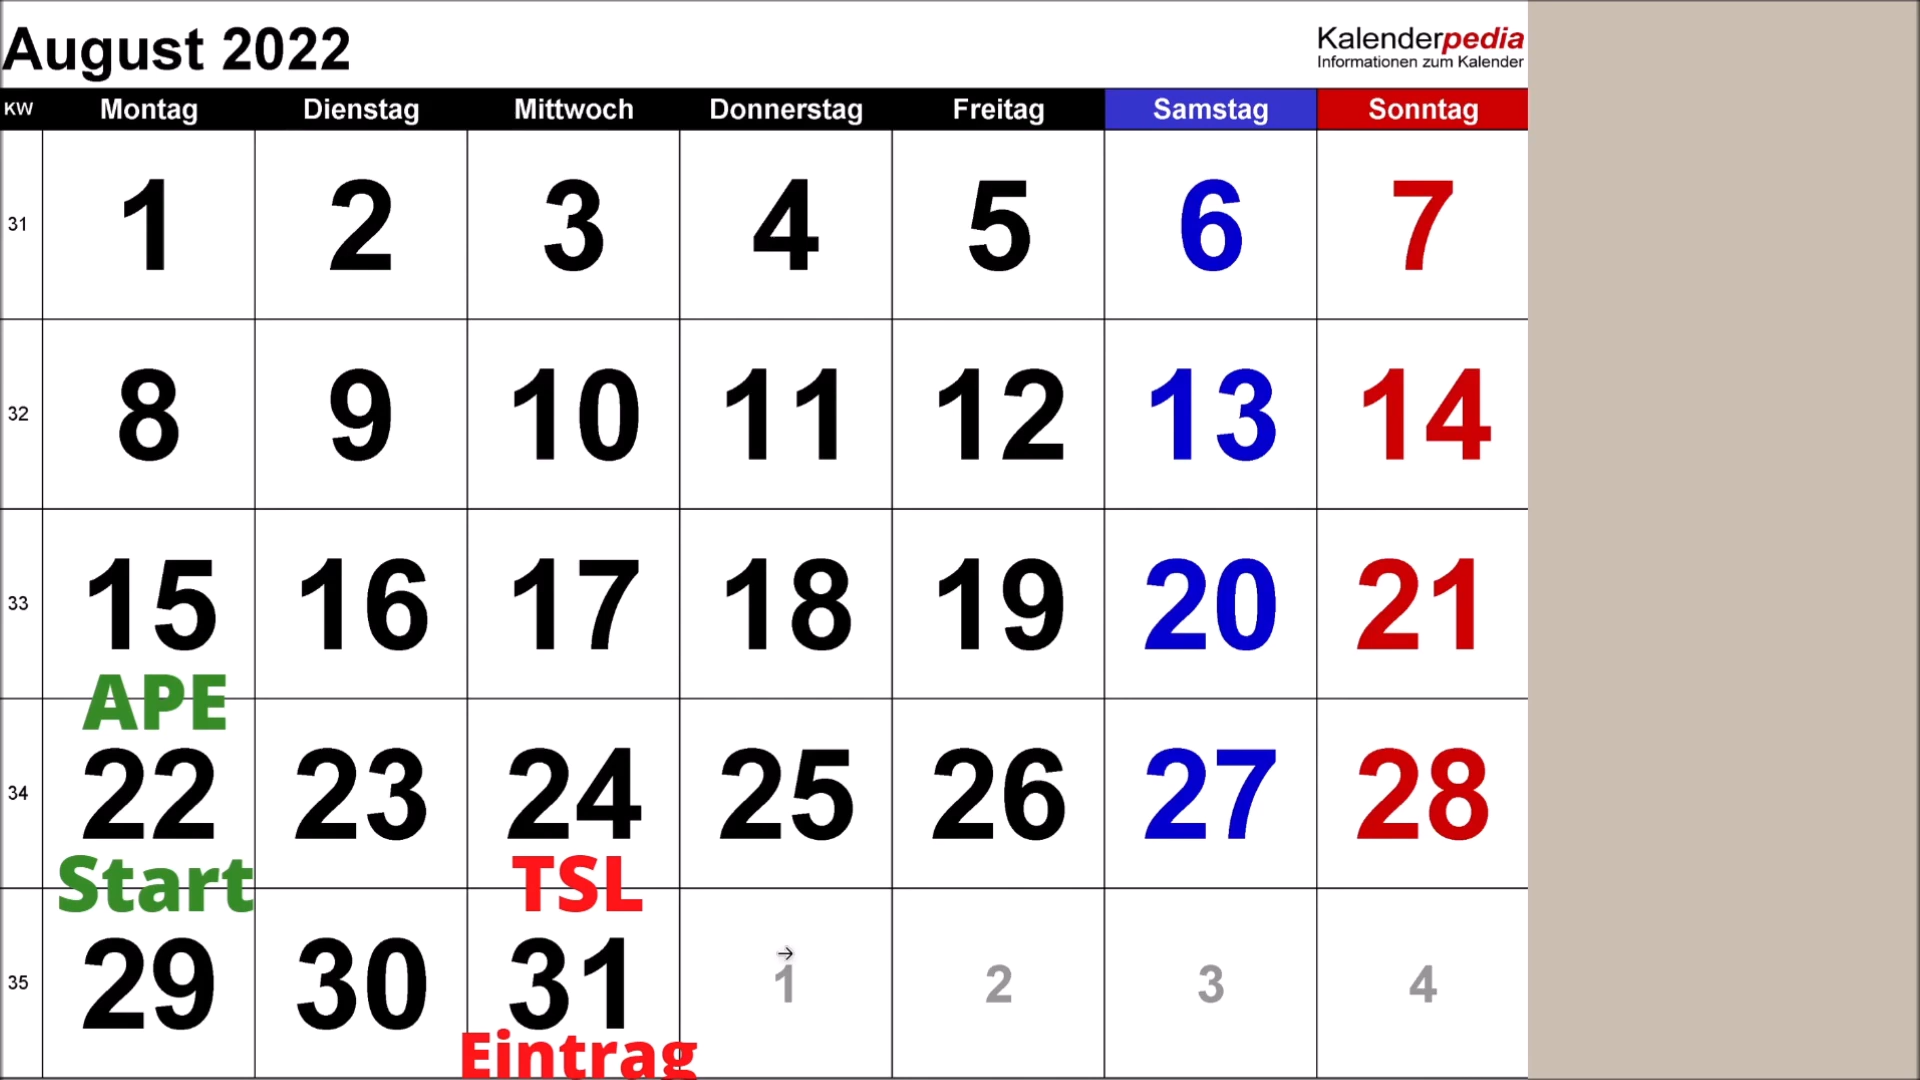 August 2022
Kalenderpedia
Informationen zum Kalender
KW Montag Dienstag Mittwoch Donnerstag Freitag Samstag Sonntag
31 1 2 3 4 5 6 7
32 8 9 10 11 12 13 14
33 15 16 17 18 19 20 21
APE
34 22 23 24 25 26 27 28
Start TSL
35 29 30 31 1 2 3 4
Eintrag